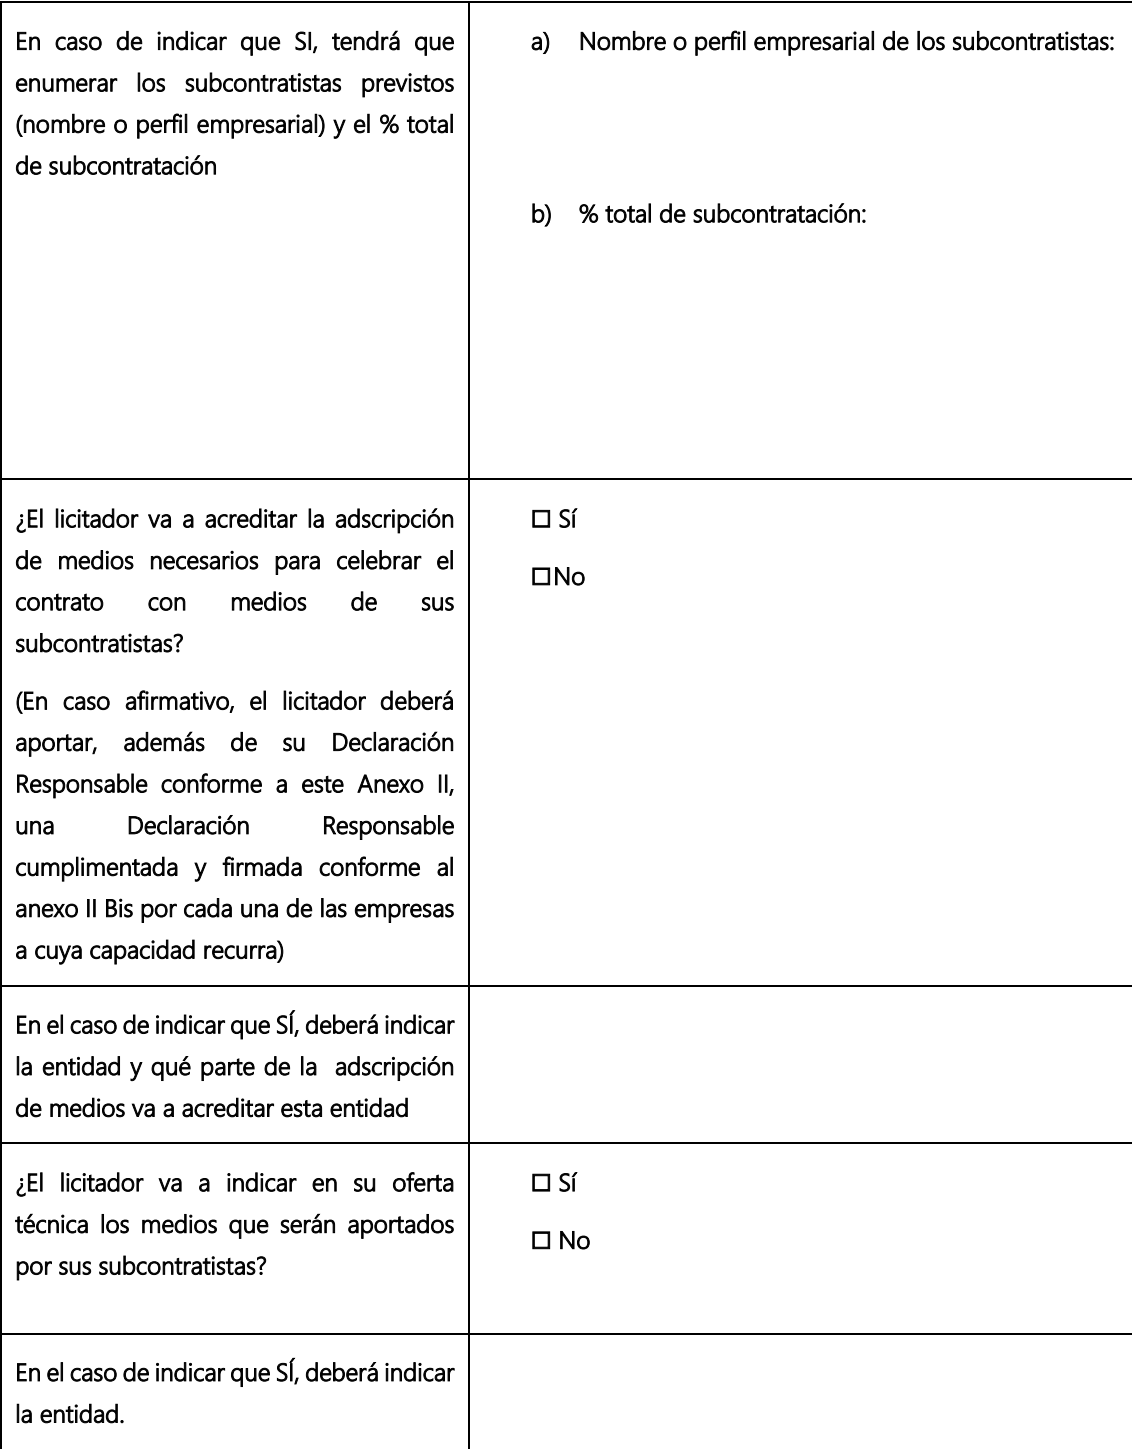 En caso de indicar que SI, tendrá que
enumerar los subcontratistas previstos
(nombre o perfil empresarial) y el % total
de subcontratación
a) Nombre o perfil empresarial de los subcontratistas:
b) % total de subcontratación:
¿El licitador va a acreditar la adscripción
de medios necesarios para celebrar el
contrato con medios de sus
subcontratistas?
(En caso afirmativo, el licitador deberá
aportar, además de su Declaración
Responsable conforme a este Anexo II,
una Declaración Responsable
cumplimentada y firmada conforme al
anexo II Bis por cada una de las empresas
a cuya capacidad recurra)
☐ Sí
☐No
En el caso de indicar que SÍ, deberá indicar
la entidad y qué parte de la adscripción
de medios va a acreditar esta entidad
¿El licitador va a indicar en su oferta
técnica los medios que serán aportados
por sus subcontratistas?
☐ Sí
☐ No
En el caso de indicar que SÍ, deberá indicar
la entidad.